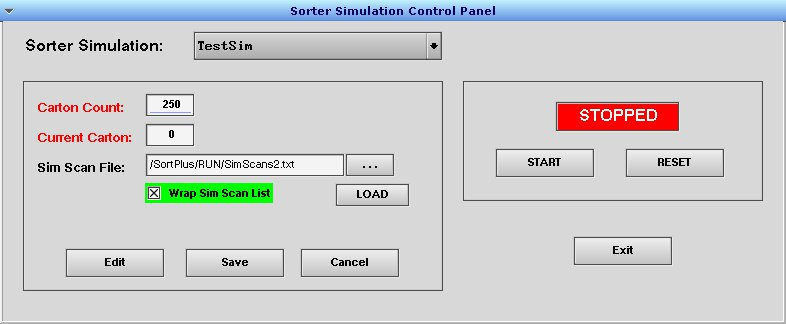 Sorter Simulation Control Panel
Sorter Simulation: TestSim
Carton Count: 250
Current Carton: 0
Sim Scan File: /SortPlus/RUN/SimScans2.txt ...
Wrap Sim Scan List LOAD
Edit Save Cancel
STOPPED
START RESET
Exit